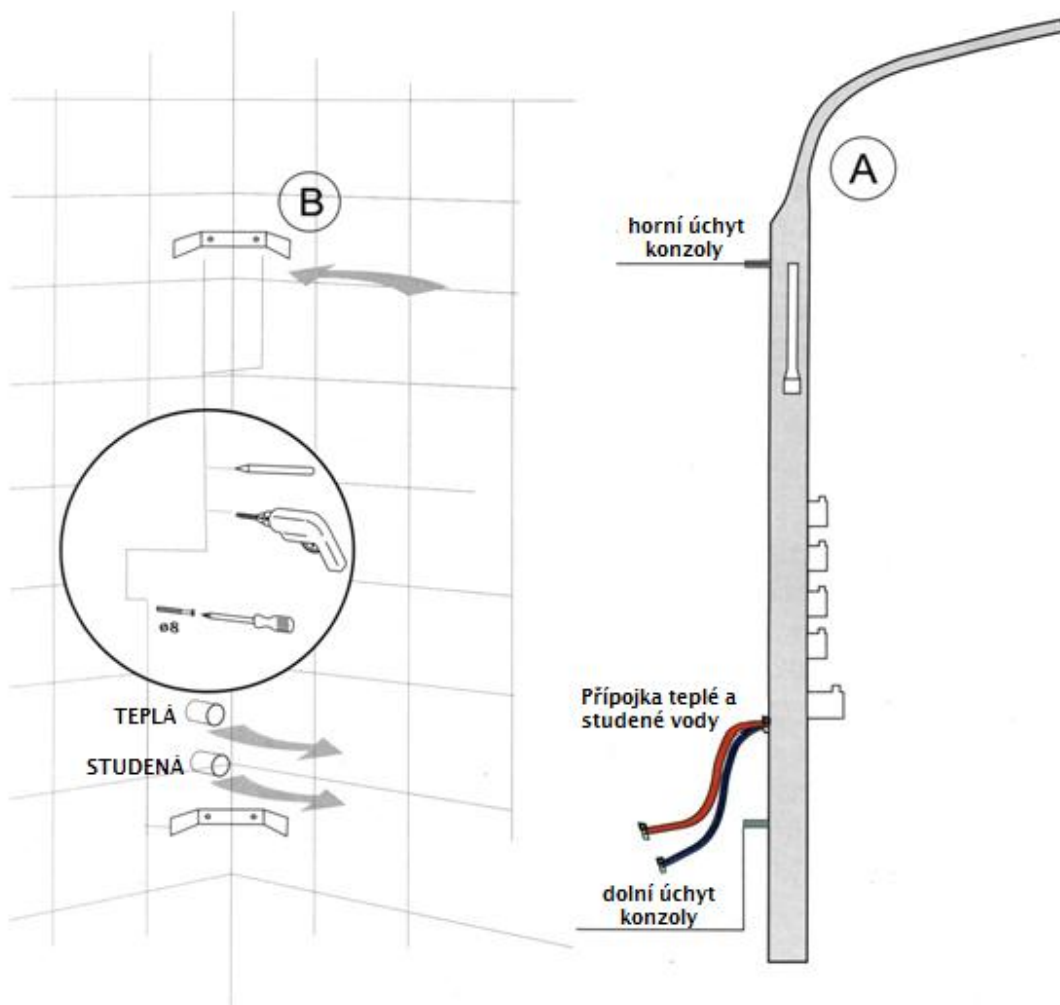 B
ø8
TEPLÁ
STUDENÁ
A
horní úchyt
konzoly
Přípojka teplé a
studené vody
dolní úchyt
konzoly